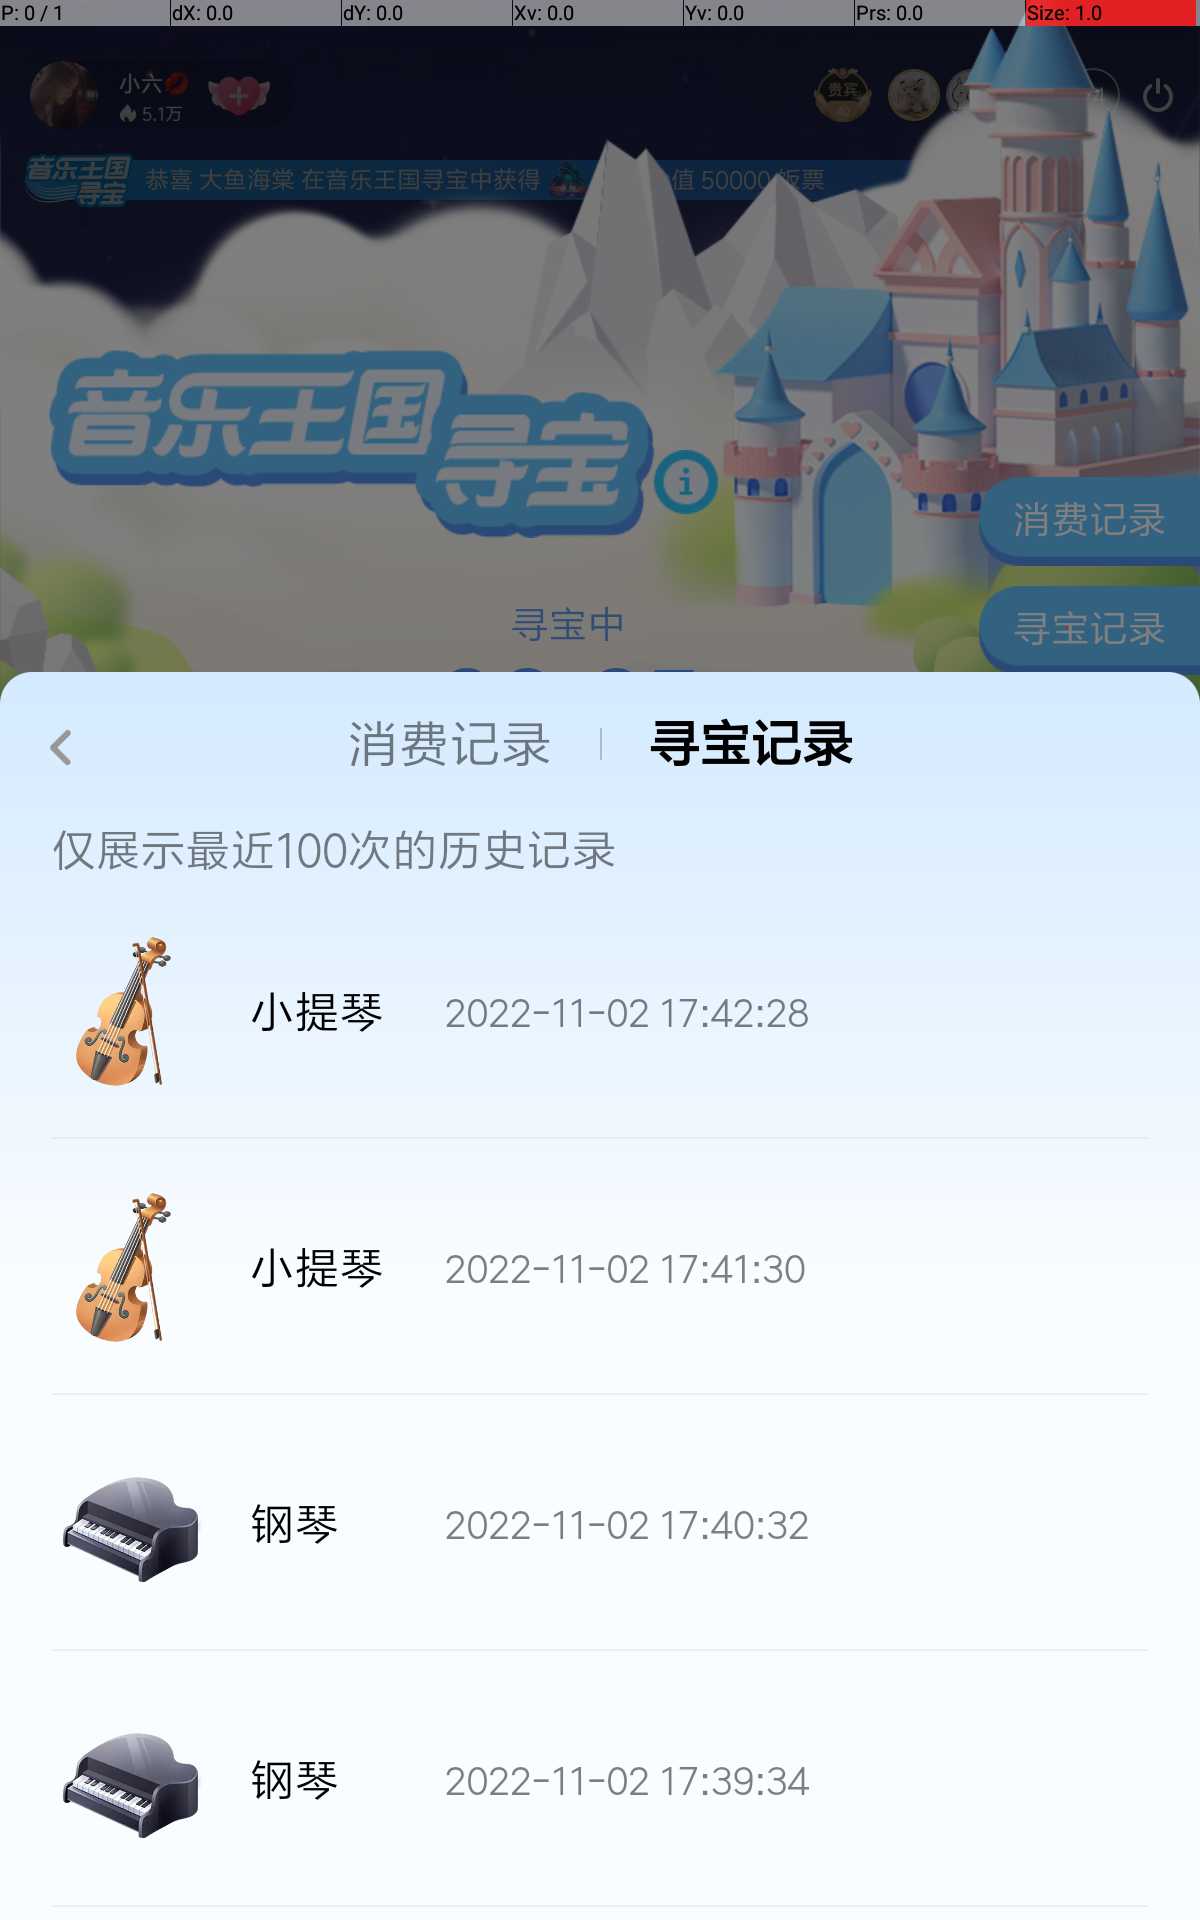 P: 0 / 1 dX: 0.0 dY: 0.0 Xv: 0.0 Yv: 0.0 Prs: 0.0 Size: 1.0
小六
5.1万
贵宾
40
音乐王国
寻宝
恭喜 大鱼海棠 在音乐王国寻宝中获得
值 50000 饭票
音乐王国
寻宝
i
消费记录
寻宝记录
寻宝中
消费记录 寻宝记录
仅展示最近100次的历史记录
小提琴 2022-11-02 17:42:28
小提琴 2022-11-02 17:41:30
钢琴 2022-11-02 17:40:32
钢琴 2022-11-02 17:39:34